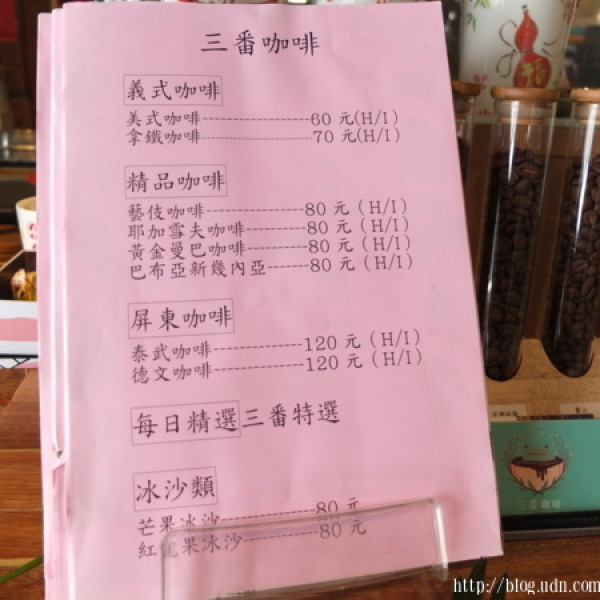 三番咖啡
義式咖啡
美式咖啡------------------60 元(H/I)
拿鐵咖啡------------------70 元(H/I)
精品咖啡
藝伎咖啡---------------80 元 ( H/I )
耶加雪夫咖啡---------80 元 ( H/I )
黃金曼巴咖啡---------80 元 ( H/I )
巴布亞新幾內亞-------80 元 ( H/I )
屏東咖啡
泰武咖啡--------------120 元 ( H/I )
德文咖啡--------------120 元 ( H/I )
每日精選三番特選
冰沙類
芒果冰沙---------------80 元
紅龍果冰沙------------80 元
福
三番咖啡
http://blog.udn.com/